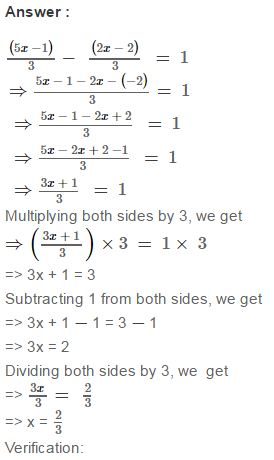 Answer :
(5x −1)/3 − (2x − 2)/3 = 1
⇒ (5x − 1 − 2x − (−2))/3 = 1
⇒ (5x − 1 − 2x + 2)/3 = 1
⇒ (5x − 2x + 2 −1)/3 = 1
⇒ (3x + 1)/3 = 1
Multiplying both sides by 3, we get
⇒ ((3x + 1)/3) × 3 = 1 × 3
=> 3x + 1 = 3
Subtracting 1 from both sides, we get
=> 3x + 1 − 1 = 3 − 1
=> 3x = 2
Dividing both sides by 3, we get
=> 3x/3 = 2/3
=> x = 2/3
Verification: